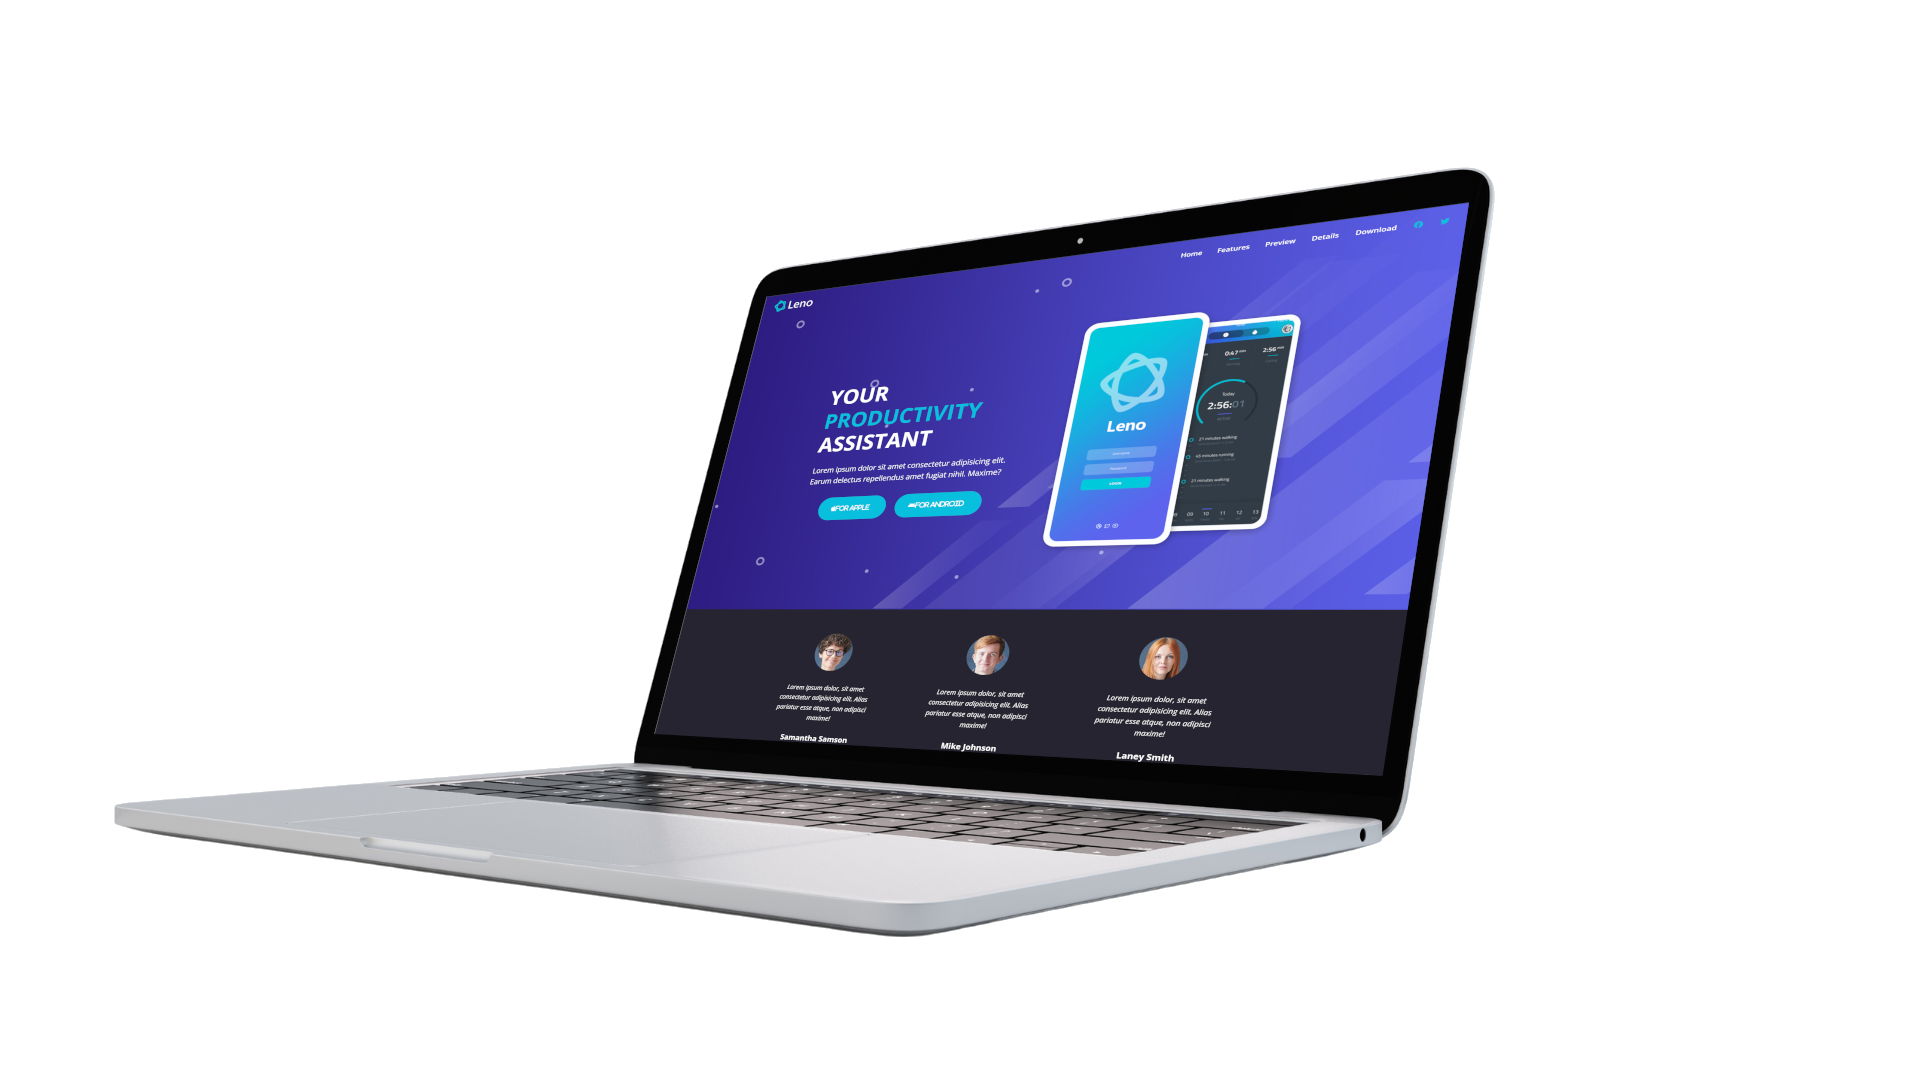 Home Features Preview Details Download
Leno
YOUR
PRODUCTIVITY
ASSISTANT
Lorem ipsum dolor sit amet consectetur adipisicing elit.
Earum delectus repellendus amet fugiat nihil. Maxime?
FOR APPLE
FOR ANDROID
Leno
Username
Password
LOGIN
0:47
2:56
Today
2:56:01
21 minutes walking
45 minutes running
21 minutes walking
09 10 11 12 13
Lorem ipsum dolor, sit amet
consectetur adipisicing elit. Alias
pariatur esse atque, non adipisci
maxime!
Samantha Samson
Lorem ipsum dolor, sit amet
consectetur adipisicing elit. Alias
pariatur esse atque, non adipisci
maxime!
Mike Johnson
Lorem ipsum dolor, sit amet
consectetur adipisicing elit. Alias
pariatur esse atque, non adipisci
maxime!
Laney Smith